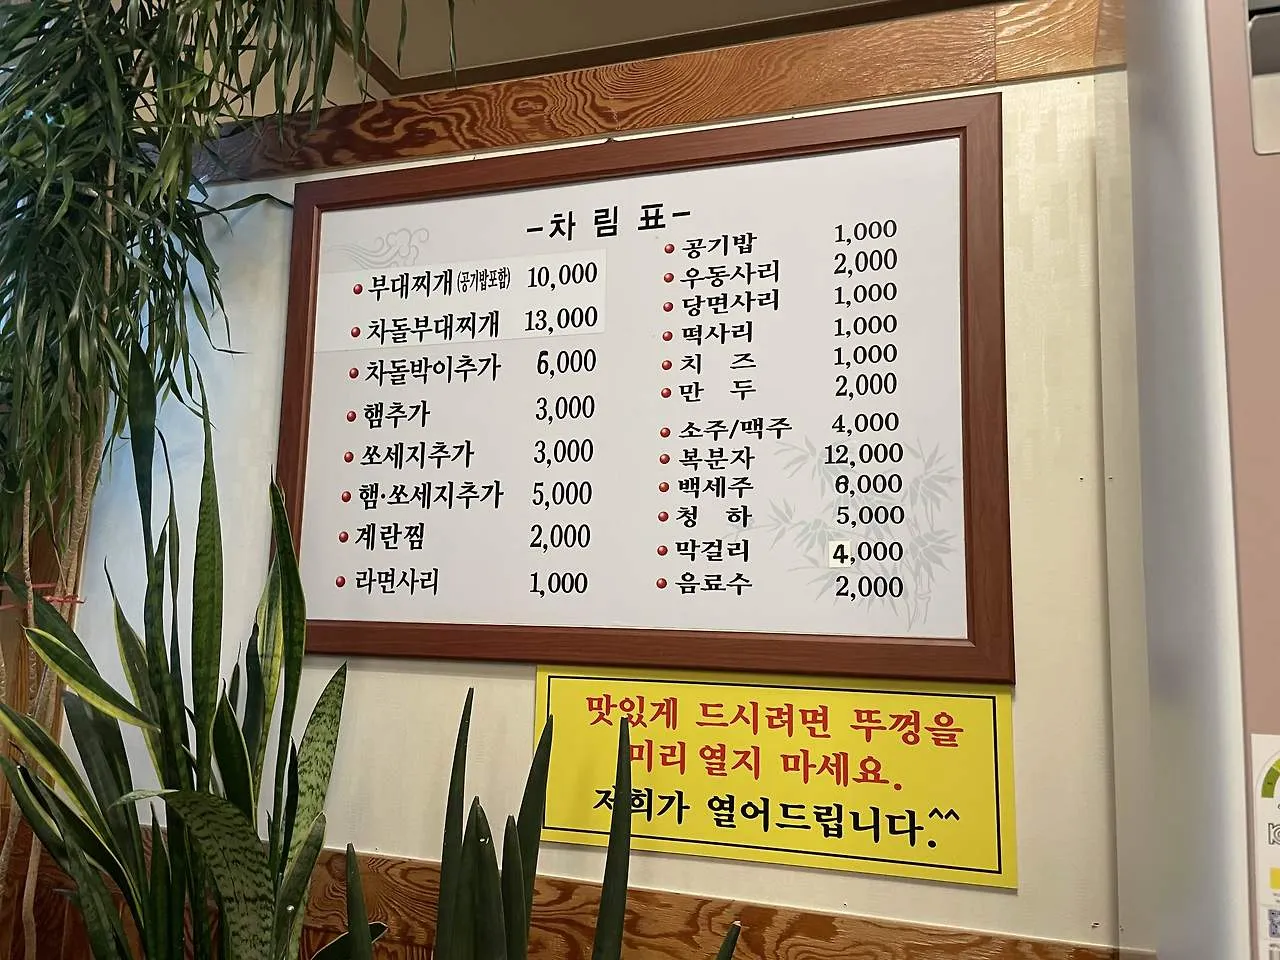 -차 림 표-
부대찌개(공기밥포함) 10,000
차돌부대찌개 13,000
차돌박이추가 6,000
햄추가 3,000
쏘세지추가 3,000
햄·쏘세지추가 5,000
계란찜 2,000
라면사리 1,000
공기밥 1,000
우동사리 2,000
당면사리 1,000
떡사리 1,000
치 즈 1,000
만 두 2,000
소주/맥주 4,000
복분자 12,000
백세주 6,000
청 하 5,000
막걸리 4,000
음료수 2,000
맛있게 드시려면 뚜껑을
미리 열지 마세요.
저희가 열어드립니다.^^